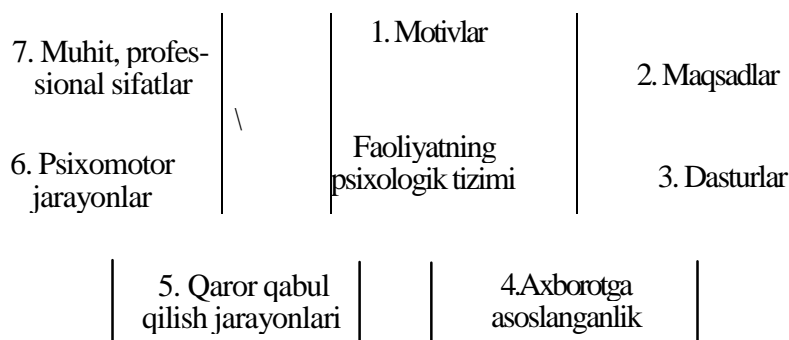 1. Motivlar
2. Maqsadlar
3. Dasturlar
4.Axborotga
asoslanganlik
5. Qaror qabul
qilish jarayonlari
6. Psixomotor
jarayonlar
7. Muhit, profes-
sional sifatlar
\
Faoliyatning
psixologik tizimi